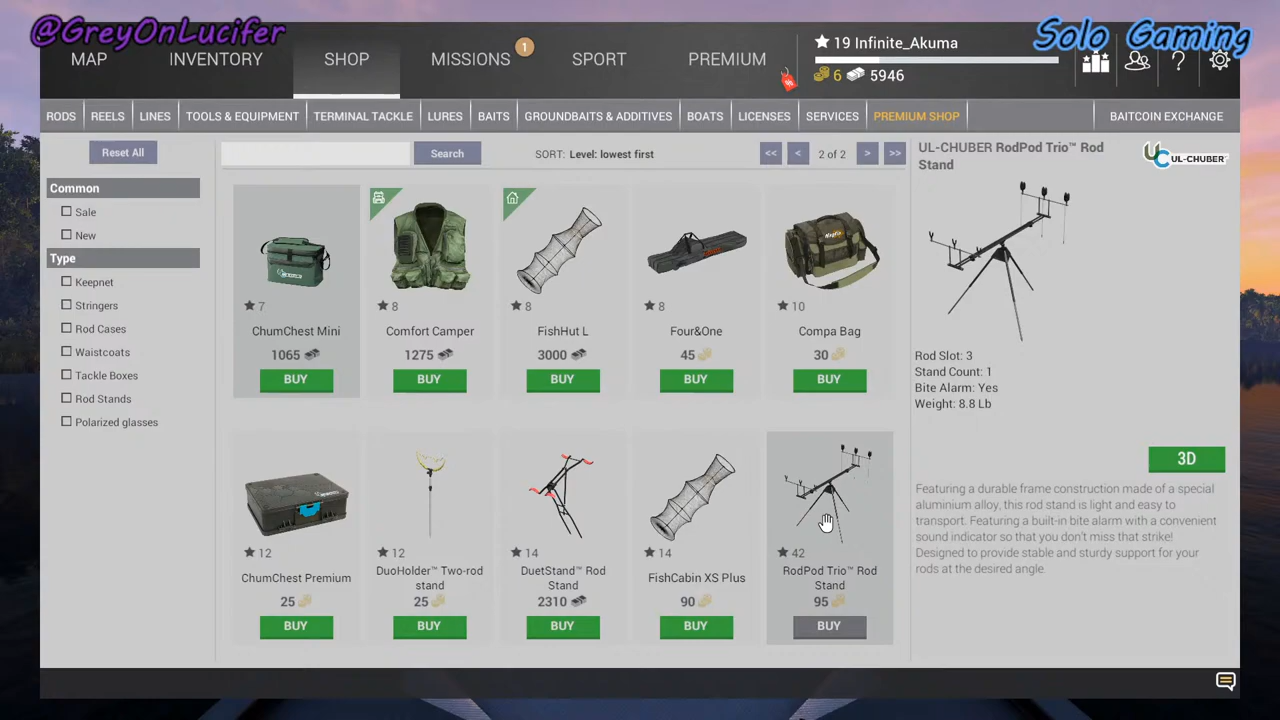 @GreyOnLucifer
Solo Gaming
MAP
INVENTORY
SHOP
MISSIONS
1
SPORT
PREMIUM
19 Infinite_Akuma
6 5946
?
RODS
REELS
LINES
TOOLS & EQUIPMENT
TERMINAL TACKLE
LURES
BAITS
GROUNDBAITS & ADDITIVES
BOATS
LICENSES
SERVICES
PREMIUM SHOP
BAITCOIN EXCHANGE
Reset All
Search
SORT: Level: lowest first
<<
<
2 of 2
>
>>
Common
Sale
New
Type
Keepnet
Stringers
Rod Cases
Waistcoats
Tackle Boxes
Rod Stands
Polarized glasses
7
ChumChest Mini
1065
BUY
8
Comfort Camper
1275
BUY
8
FishHut L
3000
BUY
8
Four&One
45
BUY
10
Compa Bag
30
BUY
12
ChumChest Premium
25
BUY
12
DuoHolder™ Two-rod
stand
25
BUY
14
DuetStand™ Rod
Stand
2310
BUY
14
FishCabin XS Plus
90
BUY
42
RodPod Trio™ Rod
Stand
95
BUY
UL-CHUBER RodPod Trio™ Rod
Stand
UL-CHUBER
Rod Slot: 3
Stand Count: 1
Bite Alarm: Yes
Weight: 8.8 Lb
3D
Featuring a durable frame construction made of a special
aluminium alloy, this rod stand is light and easy to
transport. Featuring a built-in bite alarm with a convenient
sound indicator so that you don't miss that strike!
Designed to provide stable and sturdy support for your
rods at the desired angle.